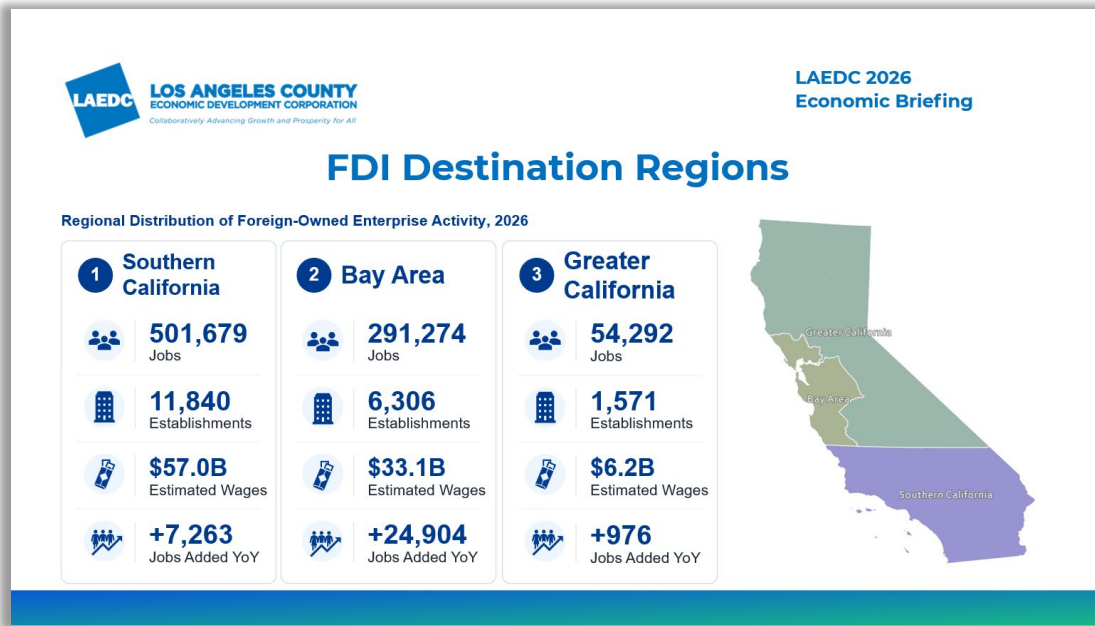 LAEDC
LOS ANGELES COUNTY
ECONOMIC DEVELOPMENT CORPORATION
Collaboratively Advancing Growth and Prosperity for All
LAEDC 2026
Economic Briefing
FDI Destination Regions
Regional Distribution of Foreign-Owned Enterprise Activity, 2026
1
Southern
California
501,679
Jobs
11,840
Establishments
$57.0B
Estimated Wages
+7,263
Jobs Added YoY
2
Bay Area
291,274
Jobs
6,306
Establishments
$33.1B
Estimated Wages
+24,904
Jobs Added YoY
3
Greater
California
54,292
Jobs
1,571
Establishments
$6.2B
Estimated Wages
+976
Jobs Added YoY
Greater California
Bay Area
Southern California